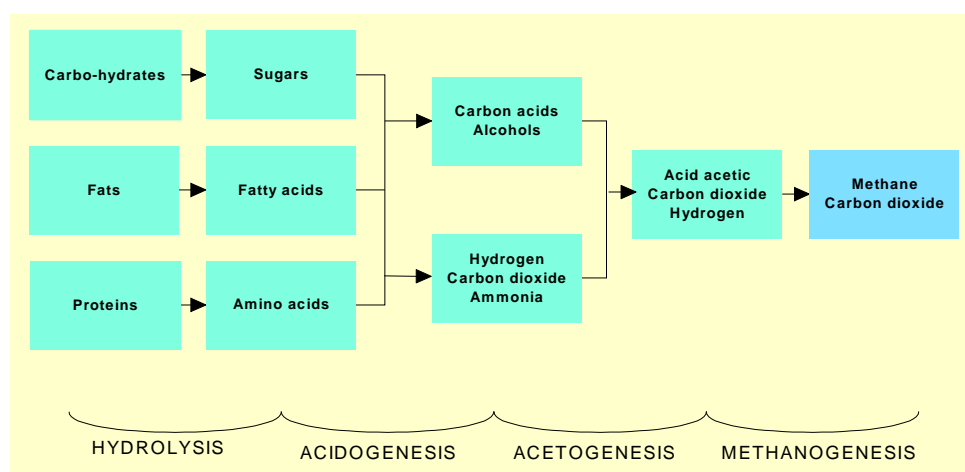 Carbo-hydrates
Sugars
Fats
Fatty acids
Proteins
Amino acids
Carbon acids
Alcohols
Hydrogen
Carbon dioxide
Ammonia
Acid acetic
Carbon dioxide
Hydrogen
Methane
Carbon dioxide
HYDROLYSIS
ACIDOGENESIS
ACETOGENESIS
METHANOGENESIS